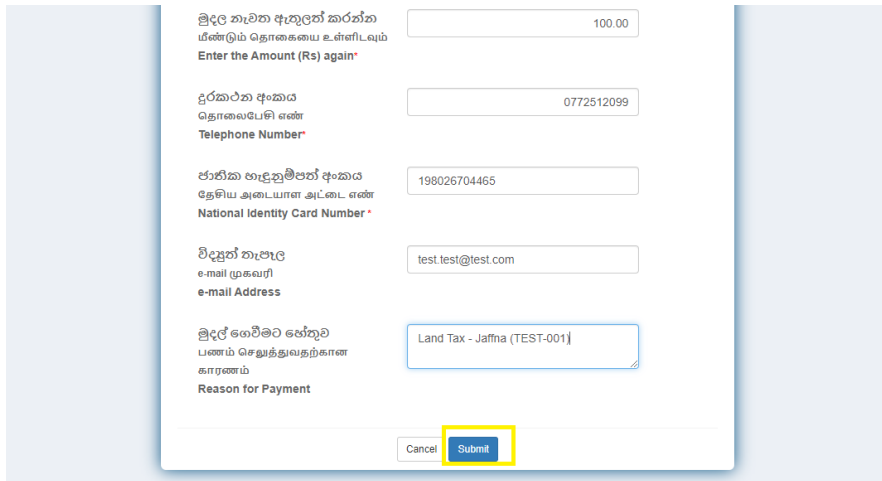 මුදල නැවත ඇතුලත් කරන්න
மீண்டும் தொகையை உள்ளிடவும்
Enter the Amount (Rs) again*
100.00
දුරකථන අංකය
தொலைபேசி எண்
Telephone Number*
0772512099
ජාතික හැඳුනුම්පත් අංකය
தேசிய அடையாள அட்டை எண்
National Identity Card Number *
198026704465
විද්‍යුත් තැපෑල
e-mail முகவரி
e-mail Address
test.test@test.com
මුදල් ගෙවීමට හේතුව
பணம் செலுத்துவதற்கான
காரணம்
Reason for Payment
Land Tax - Jaffna (TEST-001)
Cancel
Submit